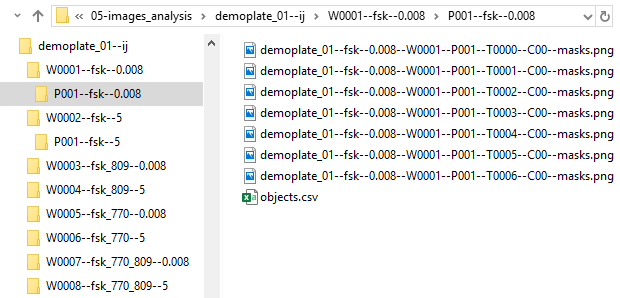 « 05-images_analysis > demoplate_01--ij > W0001--fsk--0.008 > P001--fsk--0.008
demoplate_01--ij
W0001--fsk--0.008
P001--fsk--0.008
W0002--fsk--5
P001--fsk--5
W0003--fsk_809--0.008
W0004--fsk_809--5
W0005--fsk_770--0.008
W0006--fsk_770--5
W0007--fsk_770_809--0.008
W0008--fsk_770_809--5
demoplate_01--fsk--0.008--W0001--P001--T0000--C00--masks.png
demoplate_01--fsk--0.008--W0001--P001--T0001--C00--masks.png
demoplate_01--fsk--0.008--W0001--P001--T0002--C00--masks.png
demoplate_01--fsk--0.008--W0001--P001--T0003--C00--masks.png
demoplate_01--fsk--0.008--W0001--P001--T0004--C00--masks.png
demoplate_01--fsk--0.008--W0001--P001--T0005--C00--masks.png
demoplate_01--fsk--0.008--W0001--P001--T0006--C00--masks.png
objects.csv